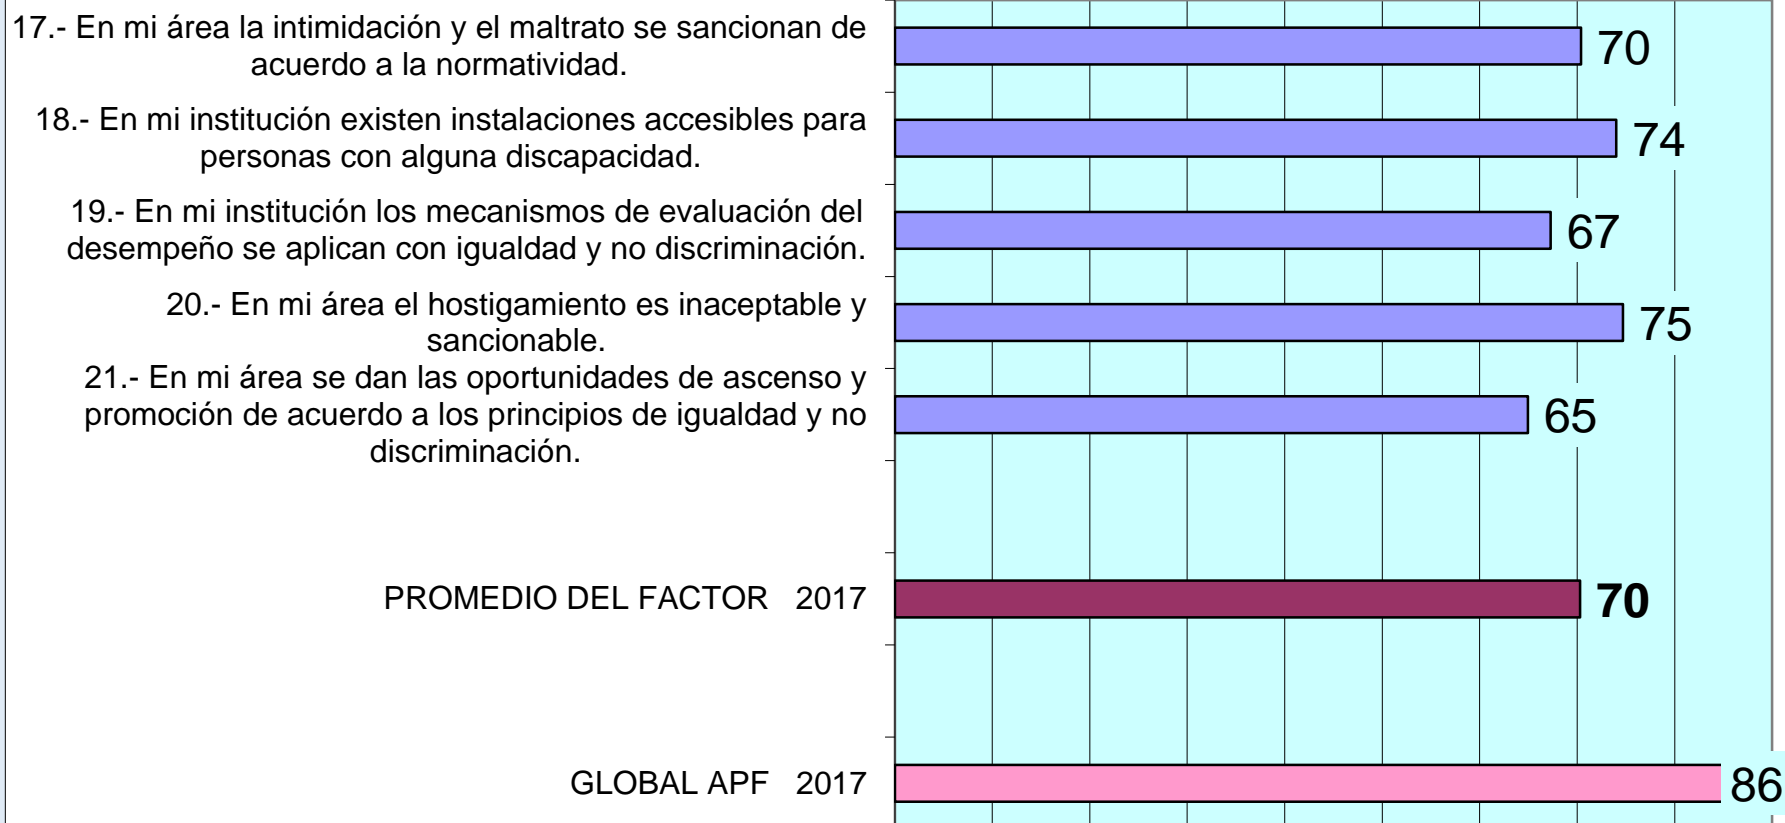 17.- En mi área la intimidación y el maltrato se sancionan de
acuerdo a la normatividad.
70
18.- En mi institución existen instalaciones accesibles para
personas con alguna discapacidad.
74
19.- En mi institución los mecanismos de evaluación del
desempeño se aplican con igualdad y no discriminación.
67
20.- En mi área el hostigamiento es inaceptable y
sancionable.
75
21.- En mi área se dan las oportunidades de ascenso y
promoción de acuerdo a los principios de igualdad y no
discriminación.
65
PROMEDIO DEL FACTOR 2017
70
GLOBAL APF 2017
86